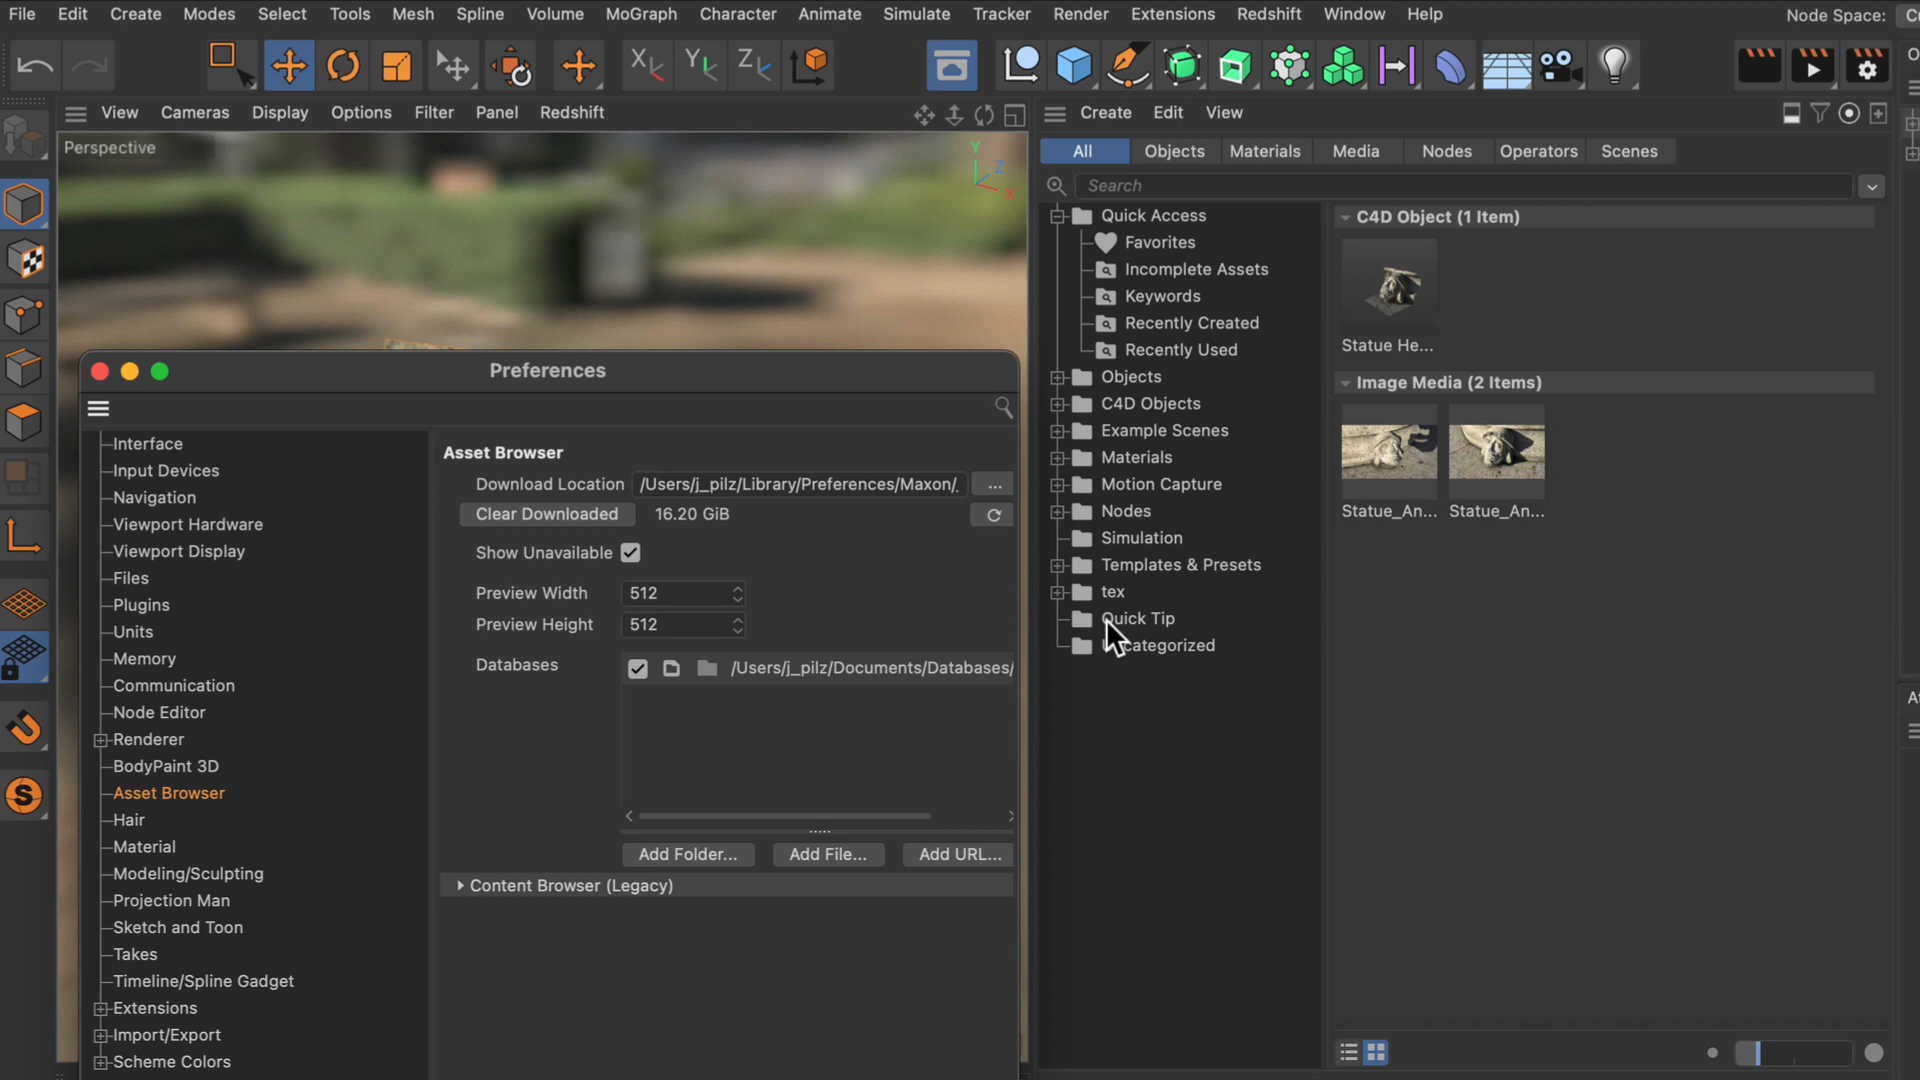 File Edit Create Modes Select Tools Mesh Spline Volume MoGraph Character Animate Simulate Tracker Render Extensions Redshift Window Help Node Space:
X Y Z
View Cameras Display Options Filter Panel Redshift
Create Edit View
Perspective
Y
Z
X
All Objects Materials Media Nodes Operators Scenes
Search
Quick Access
Favorites
Incomplete Assets
Keywords
Recently Created
Recently Used
Objects
C4D Objects
Example Scenes
Materials
Motion Capture
Nodes
Simulation
Templates & Presets
tex
Quick Tip
C4D Object (1 Item)
Statue He...
Image Media (2 Items)
Statue_An... Statue_An...
Preferences
Interface
Input Devices
Navigation
Viewport Hardware
Viewport Display
Files
Plugins
Units
Memory
Communication
Node Editor
Renderer
BodyPaint 3D
Asset Browser
Hair
Material
Modeling/Sculpting
Projection Man
Sketch and Toon
Takes
Timeline/Spline Gadget
Extensions
Import/Export
Scheme Colors
Asset Browser
Download Location /Users/j_pilz/Library/Preferences/Maxon/ ...
Clear Downloaded 16.20 GiB
Show Unavailable
Preview Width 512
Preview Height 512
Databases /Users/j_pilz/Documents/Databases/
Add Folder... Add File... Add URL...
Content Browser (Legacy)